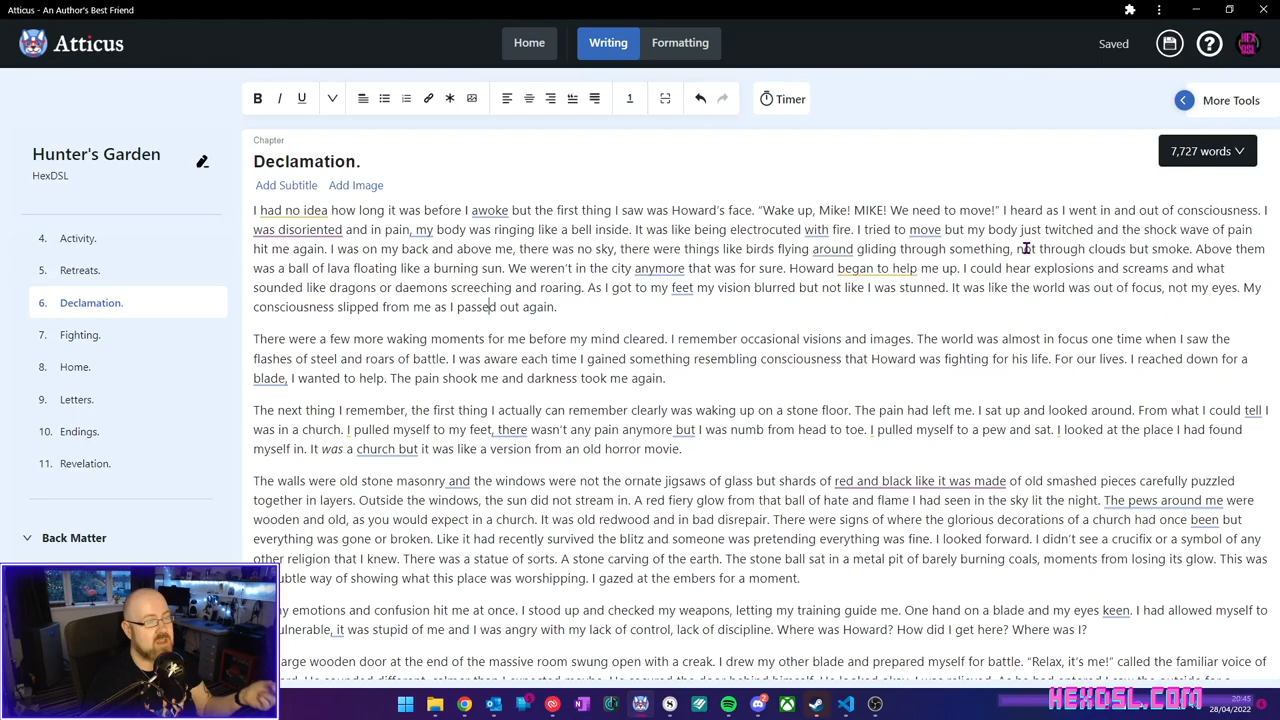 Atticus - An Author's Best Friend
Atticus
Home
Writing
Formatting
Saved
B I U
1
Timer
More Tools
Hunter's Garden
HexDSL
4. Activity.
5. Retreats.
6. Declamation.
7. Fighting.
8. Home.
9. Letters.
10. Endings.
11. Revelation.
Back Matter
Chapter
Declamation.
7,727 words
Add Subtitle Add Image
I had no idea how long it was before I awoke but the first thing I saw was Howard's face. “Wake up, Mike! MIKE! We need to move!” I heard as I went in and out of consciousness. I
was disoriented and in pain, my body was ringing like a bell inside. It was like being electrocuted with fire. I tried to move but my body just twitched and the shock wave of pain
hit me again. I was on my back and above me, there was no sky, there were things like birds flying around gliding through something, not through clouds but smoke. Above them
was a ball of lava floating like a burning sun. We weren't in the city anymore that was for sure. Howard began to help me up. I could hear explosions and screams and what
sounded like dragons or daemons screeching and roaring. As I got to my feet my vision blurred but not like I was stunned. It was like the world was out of focus, not my eyes. My
consciousness slipped from me as I passed out again.
There were a few more waking moments for me before my mind cleared. I remember occasional visions and images. The world was almost in focus one time when I saw the
flashes of steel and roars of battle. I was aware each time I gained something resembling consciousness that Howard was fighting for his life. For our lives. I reached down for a
blade, I wanted to help. The pain shook me and darkness took me again.
The next thing I remember, the first thing I actually can remember clearly was waking up on a stone floor. The pain had left me. I sat up and looked around. From what I could tell I
was in a church. I pulled myself to my feet, there wasn't any pain anymore but I was numb from head to toe. I pulled myself to a pew and sat. I looked at the place I had found
myself in. It was a church but it was like a version from an old horror movie.
The walls were old stone masonry and the windows were not the ornate jigsaws of glass but shards of red and black like it was made of old smashed pieces carefully puzzled
together in layers. Outside the windows, the sun did not stream in. A red fiery glow from that ball of hate and flame I had seen in the sky lit the night. The pews around me were
wooden and old, as you would expect in a church. It was old redwood and in bad disrepair. There were signs of where the glorious decorations of a church had once been but
everything was gone or broken. Like it had recently survived the blitz and someone was pretending everything was fine. I looked forward. I didn't see a crucifix or a symbol of any
other religion that I knew. There was a statue of sorts. A stone carving of the earth. The stone ball sat in a metal pit of barely burning coals, moments from losing its glow. This was
subtle way of showing what this place was worshipping. I gazed at the embers for a moment.
emotions and confusion hit me at once. I stood up and checked my weapons, letting my training guide me. One hand on a blade and my eyes keen. I had allowed myself to
vulnerable, it was stupid of me and I was angry with my lack of control, lack of discipline. Where was Howard? How did I get here? Where was I?
large wooden door at the end of the massive room swung open with a creak. I drew my other blade and prepared myself for battle. “Relax, it's me!” called the familiar voice of
HEXDSL.COM
20:45
28/04/2022